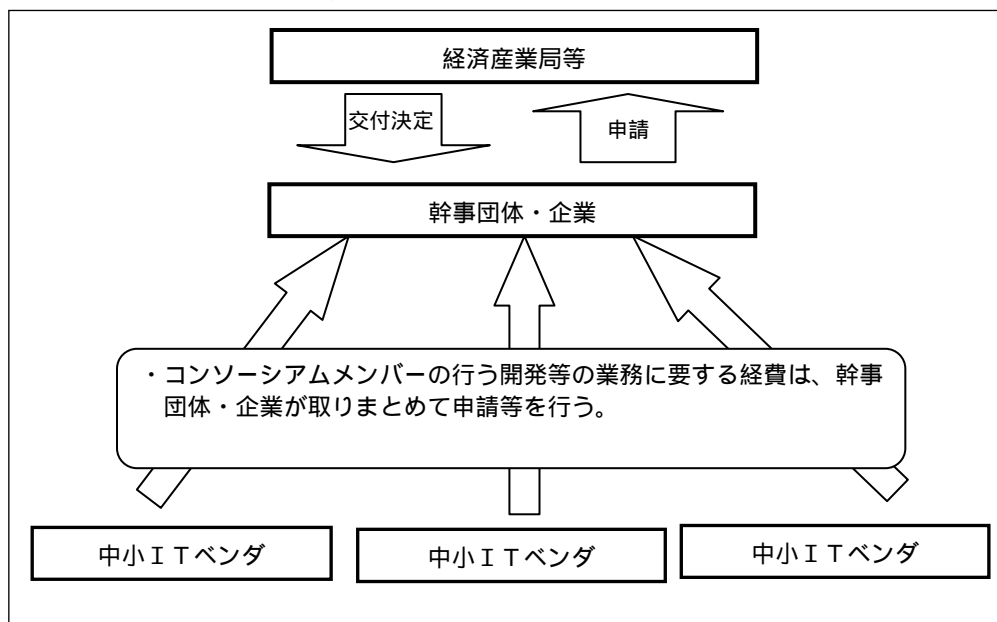 経済産業局等
交付決定
申請
幹事団体・企業
・コンソーシアムメンバーの行う開発等の業務に要する経費は、幹事
団体・企業が取りまとめて申請等を行う。
中小ＩＴベンダ
中小ＩＴベンダ
中小ＩＴベンダ